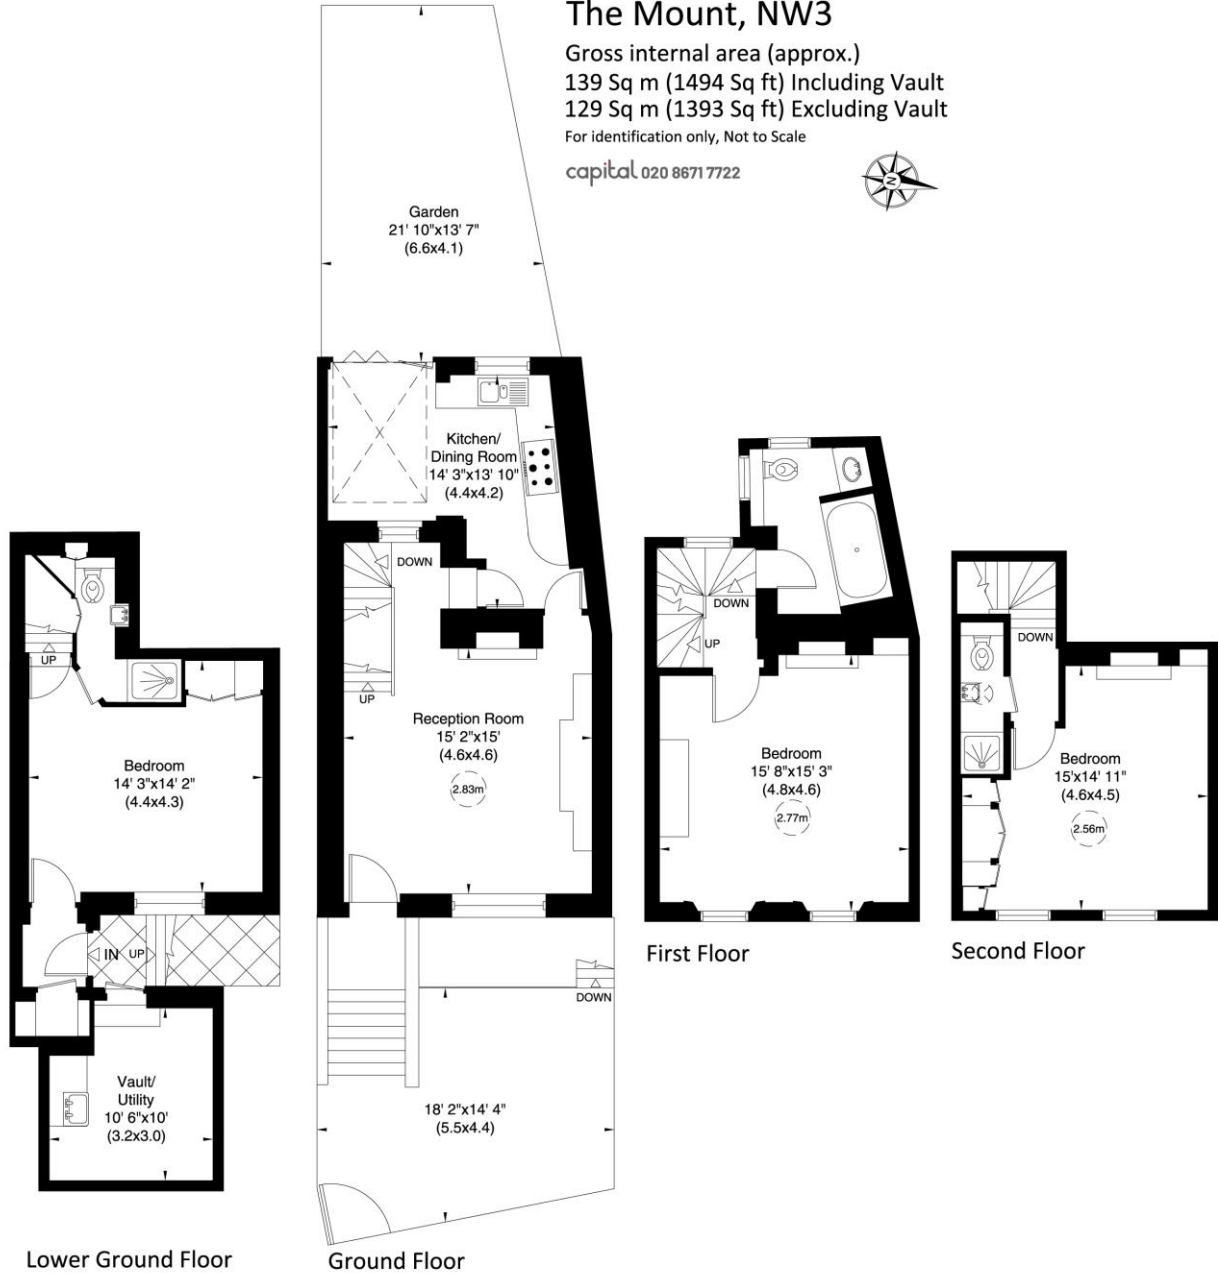 The Mount, NW3
Gross internal area (approx.)
139 Sq m (1494 Sq ft) Including Vault
129 Sq m (1393 Sq ft) Excluding Vault
For identification only, Not to Scale
capital 020 8671 7722
N
Garden
21' 10"x13' 7"
(6.6x4.1)
Kitchen/
Dining Room
14' 3"x13' 10"
(4.4x4.2)
DOWN
UP
Reception Room
15' 2"x15'
(4.6x4.6)
2.83m
DOWN
18' 2"x14' 4"
(5.5x4.4)
Ground Floor
UP
Bedroom
14' 3"x14' 2"
(4.4x4.3)
IN
UP
Vault/
Utility
10' 6"x10'
(3.2x3.0)
Lower Ground Floor
DOWN
UP
Bedroom
15' 8"x15' 3"
(4.8x4.6)
2.77m
First Floor
DOWN
Bedroom
15'x14' 11"
(4.6x4.5)
2.56m
Second Floor